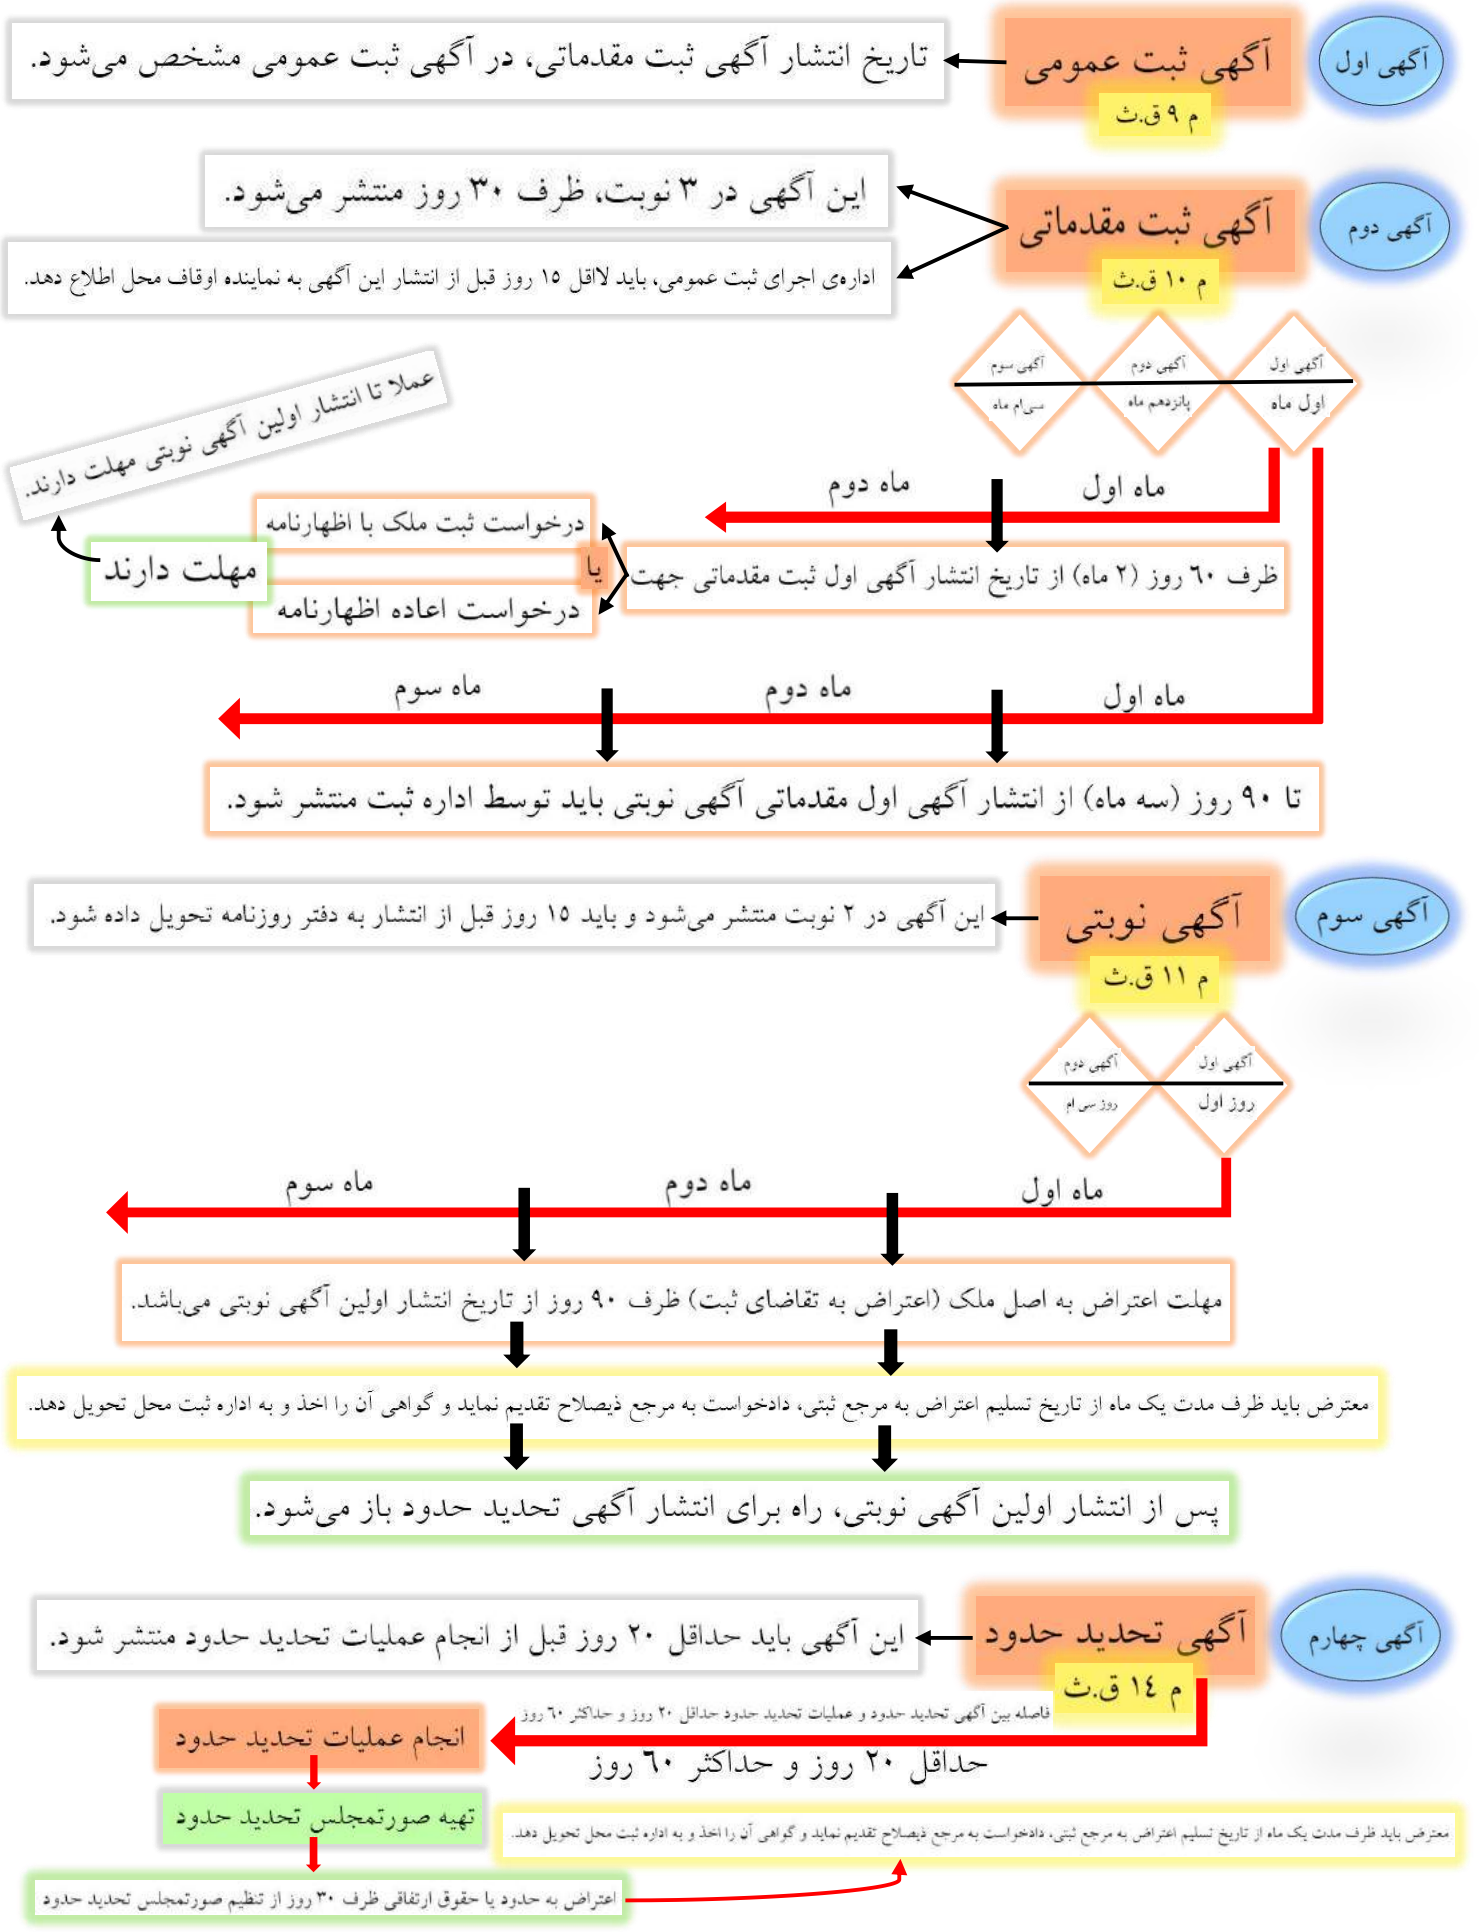 آگهی اول
آگهی ثبت عمومی
م ۹ ق.ث
تاریخ انتشار آگهی ثبت مقدماتی، در آگهی ثبت عمومی مشخص می‌شود.
آگهی دوم
آگهی ثبت مقدماتی
م ۱۰ ق.ث
این آگهی در ۳ نوبت، ظرف ۳۰ روز منتشر می‌شود.
اداره‌ی اجرای ثبت عمومی، باید لااقل ۱۵ روز قبل از انتشار این آگهی به نماینده اوقاف محل اطلاع دهد.
آگهی اول
اول ماه
آگهی دوم
پانزدهم ماه
آگهی سوم
سی‌ام ماه
ماه اول
ماه دوم
ظرف ۶۰ روز (۲ ماه) از تاریخ انتشار آگهی اول ثبت مقدماتی جهت
درخواست ثبت ملک با اظهارنامه
یا
درخواست اعاده اظهارنامه
مهلت دارند
عملا تا انتشار اولین آگهی نوبتی مهلت دارند.
ماه اول
ماه دوم
ماه سوم
تا ۹۰ روز (سه ماه) از انتشار آگهی اول مقدماتی آگهی نوبتی باید توسط اداره ثبت منتشر شود.
آگهی سوم
آگهی نوبتی
م ۱۱ ق.ث
این آگهی در ۲ نوبت منتشر می‌شود و باید ۱۵ روز قبل از انتشار به دفتر روزنامه تحویل داده شود.
آگهی اول
روز اول
آگهی دوم
روز سی ام
ماه اول
ماه دوم
ماه سوم
مهلت اعتراض به اصل ملک (اعتراض به تقاضای ثبت) ظرف ۹۰ روز از تاریخ انتشار اولین آگهی نوبتی می‌باشد.
معترض باید ظرف مدت یک ماه از تاریخ تسلیم اعتراض به مرجع ثبتی، دادخواست به مرجع ذیصلاح تقدیم نماید و گواهی آن را اخذ و به اداره ثبت محل تحویل دهد.
پس از انتشار اولین آگهی نوبتی، راه برای انتشار آگهی تحدید حدود باز می‌شود.
آگهی چهارم
آگهی تحدید حدود
م ۱۴ ق.ث
این آگهی باید حداقل ۲۰ روز قبل از انجام عملیات تحدید حدود منتشر شود.
فاصله بین آگهی تحدید حدود و عملیات تحدید حدود حداقل ۲۰ روز و حداکثر ۶۰ روز
حداقل ۲۰ روز و حداکثر ۶۰ روز
انجام عملیات تحدید حدود
تهیه صورتمجلس تحدید حدود
معترض باید ظرف مدت یک ماه از تاریخ تسلیم اعتراض به مرجع ثبتی، دادخواست به مرجع ذیصلاح تقدیم نماید و گواهی آن را اخذ و به اداره ثبت محل تحویل دهد.
اعتراض به حدود یا حقوق ارتفاقی ظرف ۳۰ روز از تنظیم صورتمجلس تحدید حدود